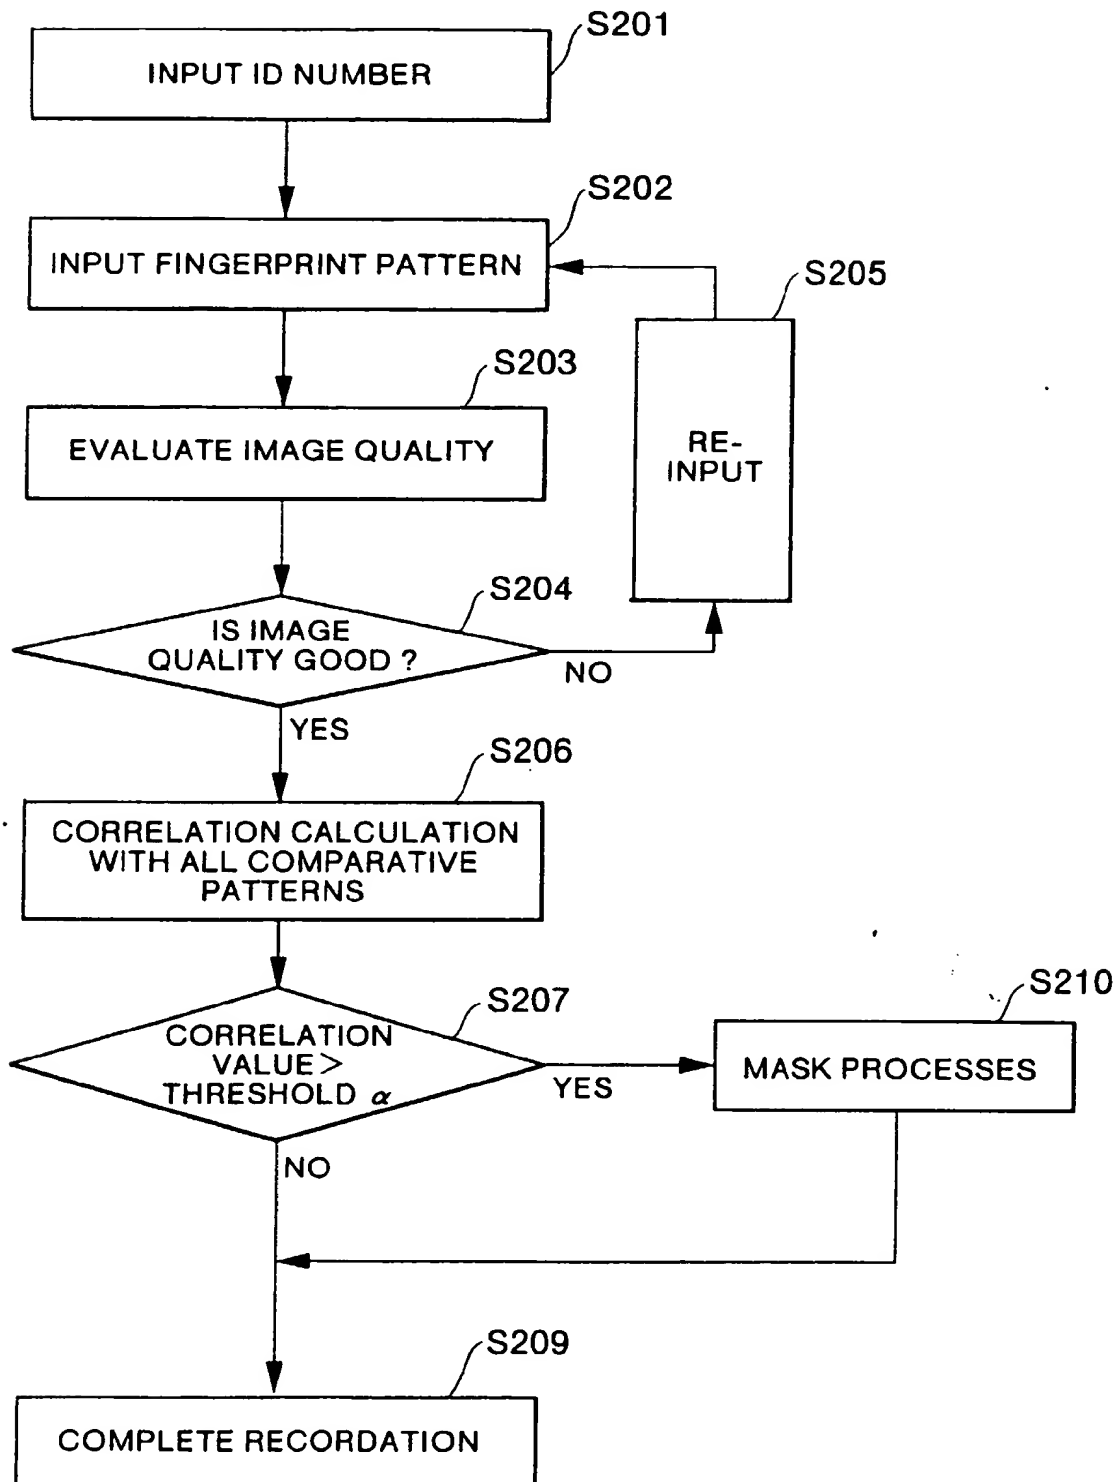 S201
INPUT ID NUMBER
S202
INPUT FINGERPRINT PATTERN
S205
RE-
INPUT
S203
EVALUATE IMAGE QUALITY
S204
IS IMAGE
QUALITY GOOD ?
NO
YES
S206
CORRELATION CALCULATION
WITH ALL COMPARATIVE
PATTERNS
S207
CORRELATION
VALUE >
THRESHOLD α
YES
S210
MASK PROCESSES
NO
S209
COMPLETE RECORDATION